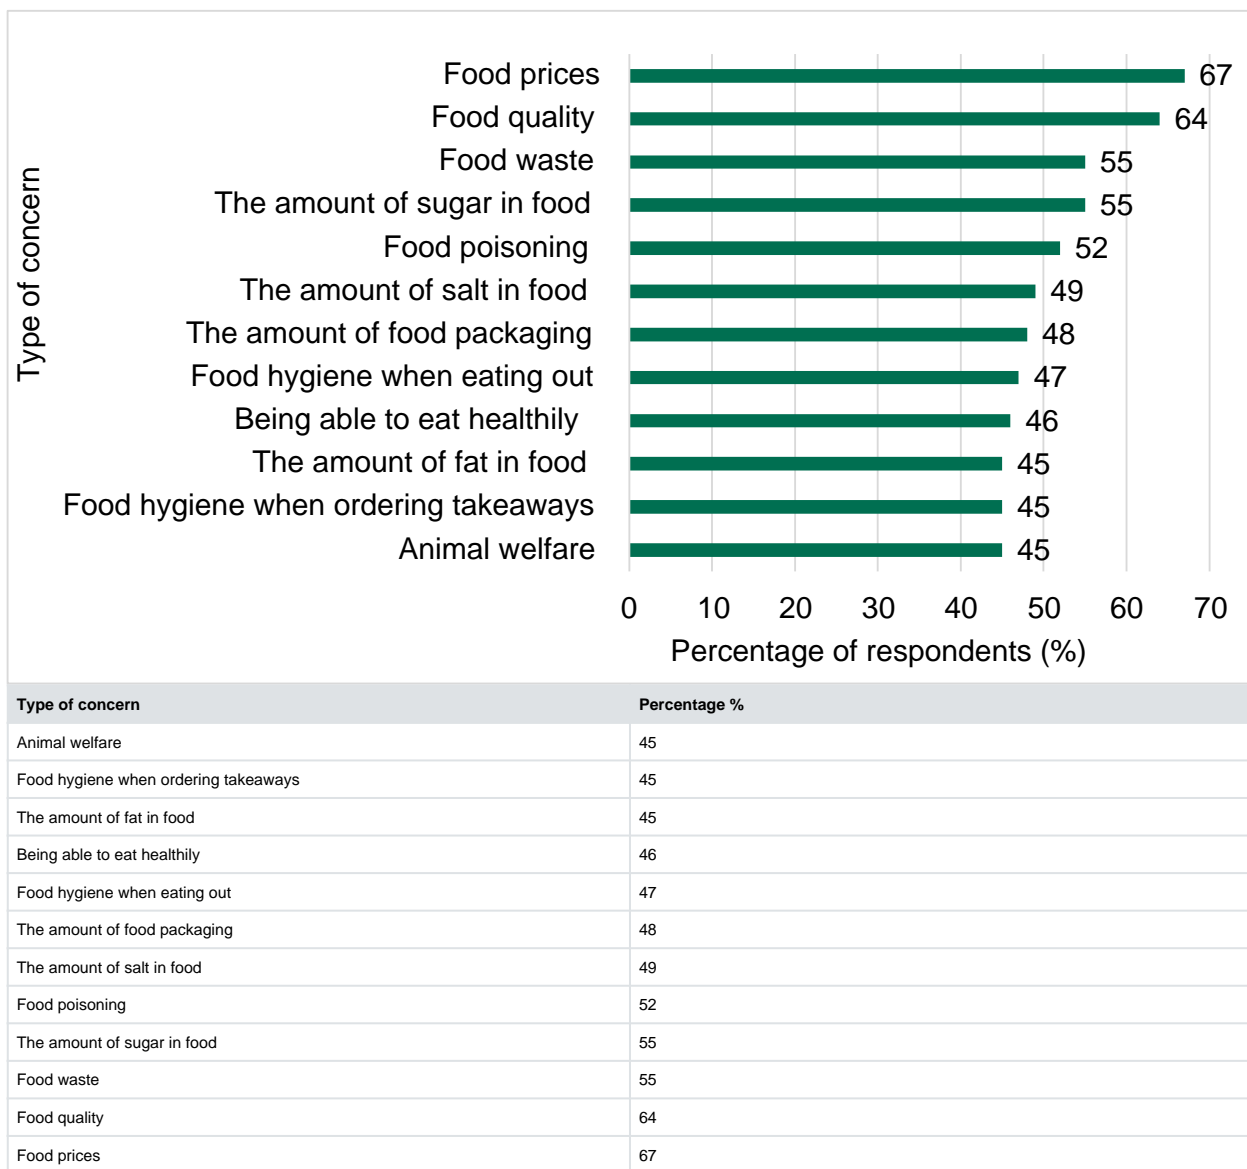 Type of concern
Food prices 67
Food quality 64
Food waste 55
The amount of sugar in food 55
Food poisoning 52
The amount of salt in food 49
The amount of food packaging 48
Food hygiene when eating out 47
Being able to eat healthily 46
The amount of fat in food 45
Food hygiene when ordering takeaways 45
Animal welfare 45
0 10 20 30 40 50 60 70
Percentage of respondents (%)
Type of concern Percentage %
Animal welfare 45
Food hygiene when ordering takeaways 45
The amount of fat in food 45
Being able to eat healthily 46
Food hygiene when eating out 47
The amount of food packaging 48
The amount of salt in food 49
Food poisoning 52
The amount of sugar in food 55
Food waste 55
Food quality 64
Food prices 67